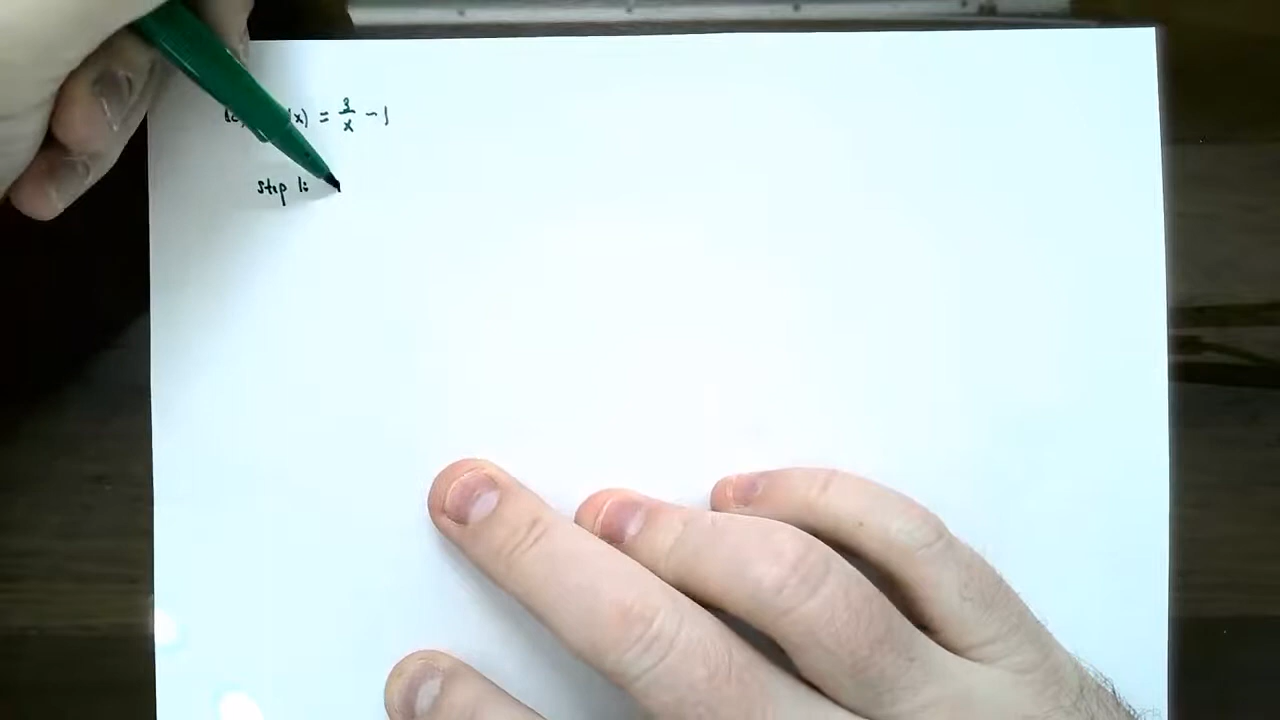 (x) = 3/x - 1
Step 1: